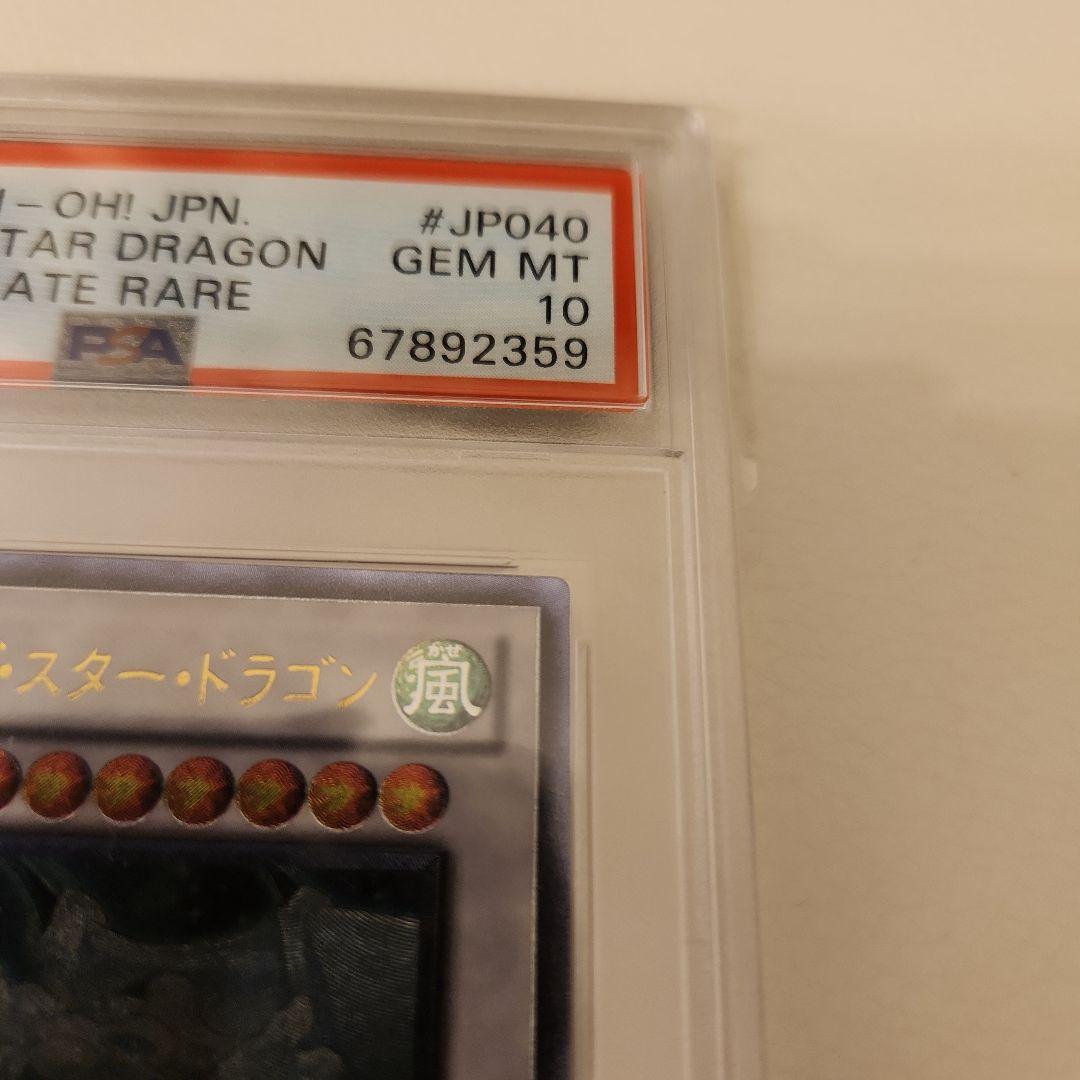 -OH! JPN. #JP040
TAR DRAGON GEM MT
ATE RARE 10
PSA 67892359
・スター・ドラゴン
かぜ
風